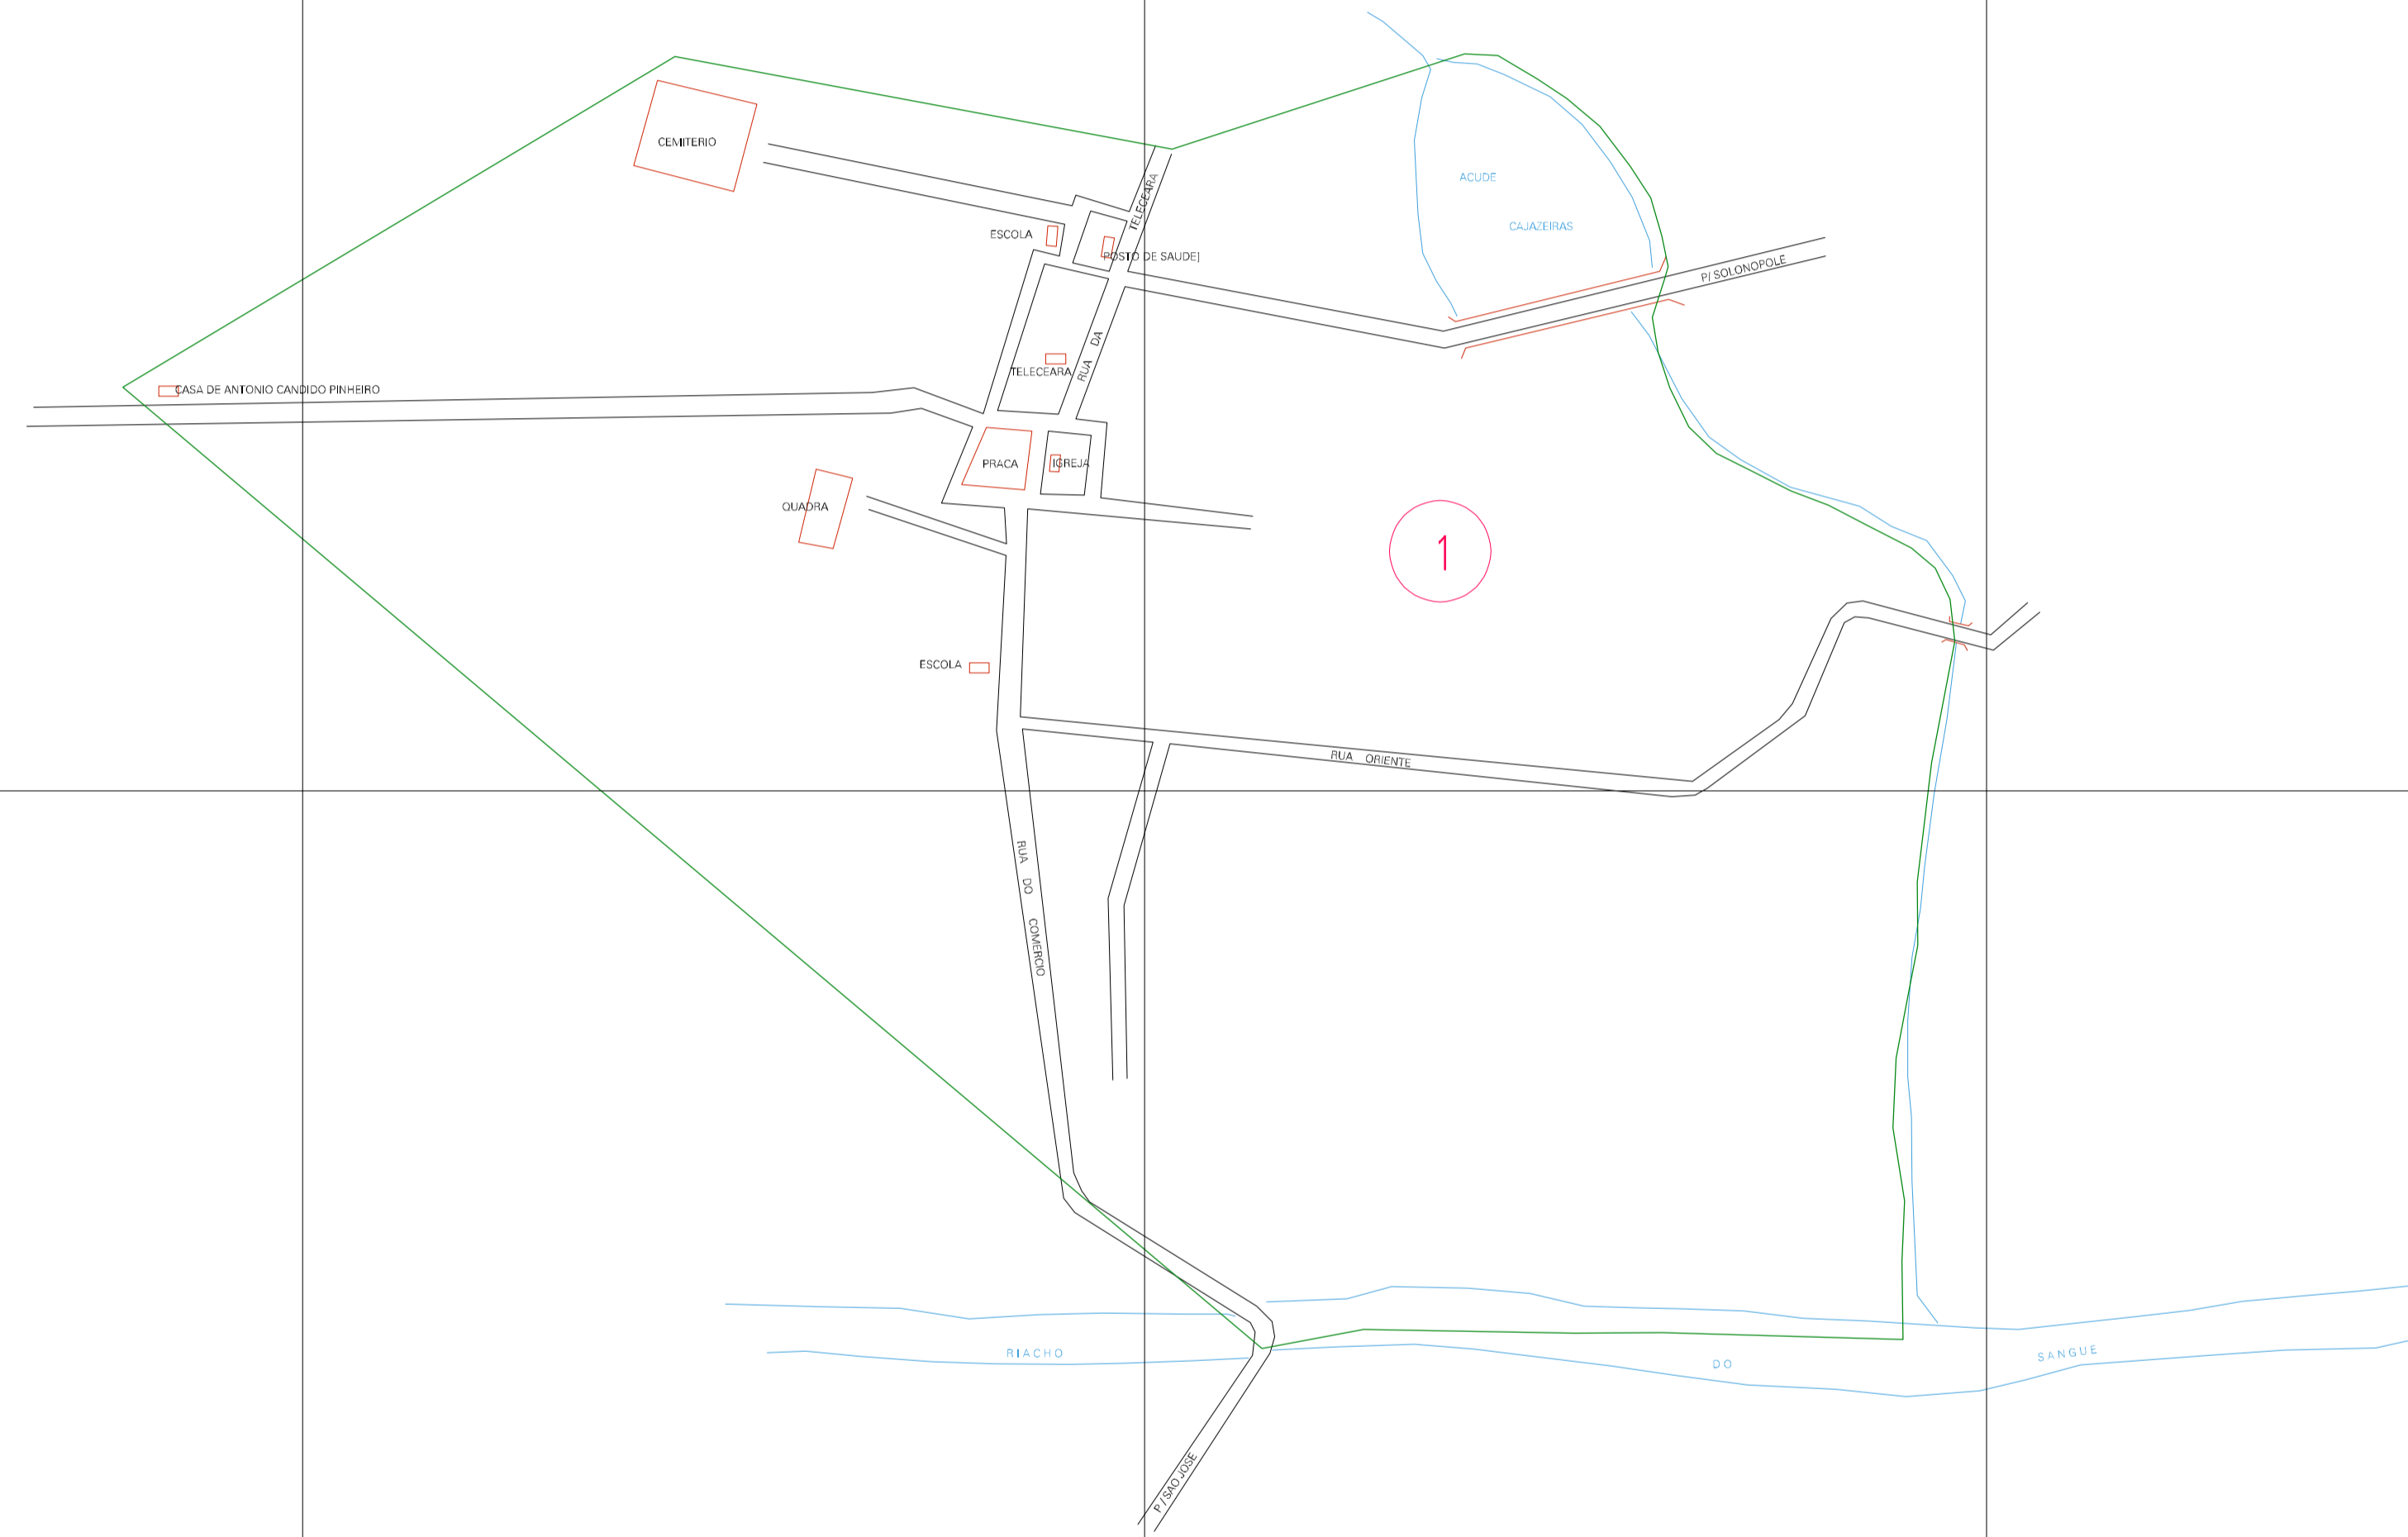 CEMITERIO
ACUDE
TELECEARA
CAJAZEIRAS
ESCOLA
POSTO DE SAUDE]
P/ SOLONOPOLE
RUA DA
TELECEARA
CASA DE ANTONIO CANDIDO PINHEIRO
PRACA
IGREJA
QUADRA
1
ESCOLA
RUA ORIENTE
RUA DO COMERCIO
RIACHO DO SANGUE
P / SAO JOSE